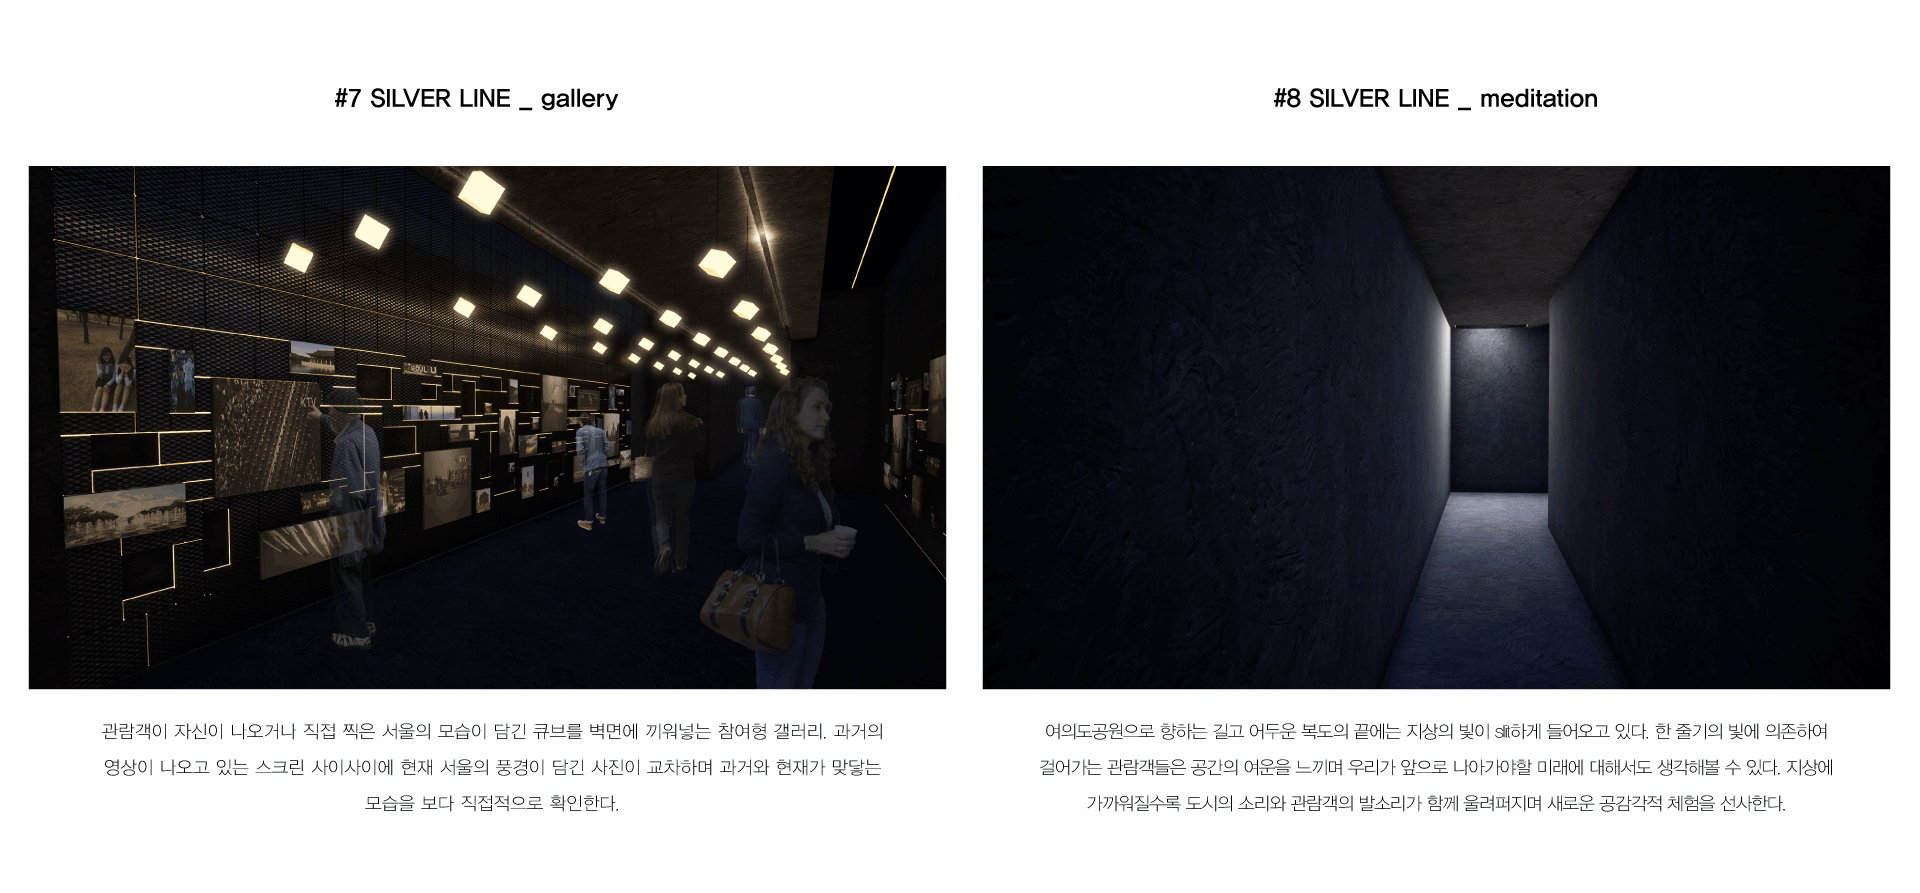 #7 SILVER LINE _ gallery
KTV
관람객이 자신이 나오거나 직접 찍은 서울의 모습이 담긴 큐브를 벽면에 끼워넣는 참여형 갤러리. 과거의
영상이 나오고 있는 스크린 사이사이에 현재 서울의 풍경이 담긴 사진이 교차하며 과거와 현재가 맞닿는
모습을 보다 직접적으로 확인한다.
#8 SILVER LINE _ meditation
어의도공원으로 향하는 길고 어두운 복도의 끝에는 지상의 빛이 slit하게 들어오고 있다. 한 줄기의 빛에 의존하여
걸어가는 관람객들은 공간의 여운을 느끼며 우리가 앞으로 나아가야할 미래에 대해서도 생각해볼 수 있다. 지상에
가까워질수록 도시의 소리와 관람객의 발소리가 함께 울려퍼지며 새로운 공감각적 체험을 선사한다.